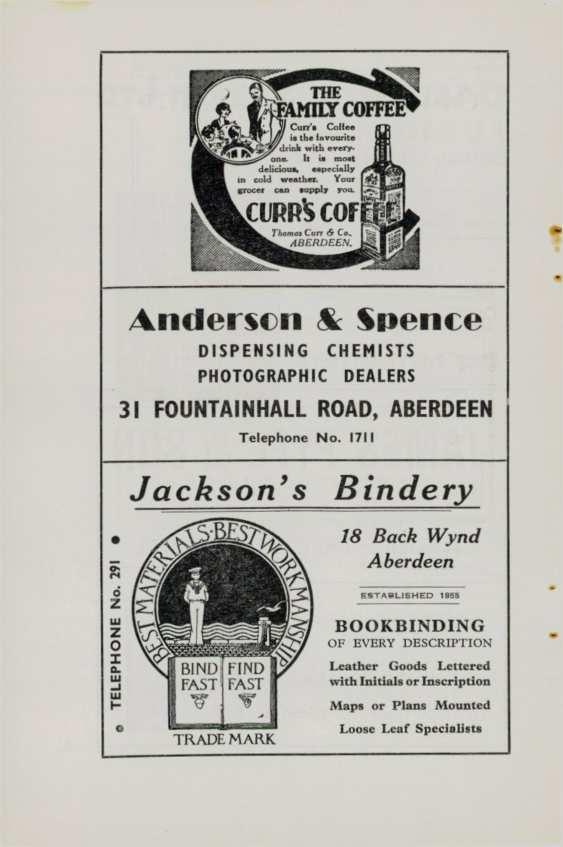 THE
FAMILY COFFEE
Curr's Coffee
is the favourite
drink with every-
one. It is most
delicious, especially
in cold weather. Your
grocer can supply you.
CURR'S COF
Thomas Curr & Co.,
ABERDEEN.
Anderson & Spence
DISPENSING CHEMISTS
PHOTOGRAPHIC DEALERS
31 FOUNTAINHALL ROAD, ABERDEEN
Telephone No. 1711
Jackson's Bindery
TELEPHONE No. 291
BEST MATERIALS·BEST WORKMANSHIP
BIND FAST
FIND FAST
TRADE MARK
18 Back Wynd
Aberdeen
ESTABLISHED 1855
BOOKBINDING
OF EVERY DESCRIPTION
Leather Goods Lettered
with Initials or Inscription
Maps or Plans Mounted
Loose Leaf Specialists